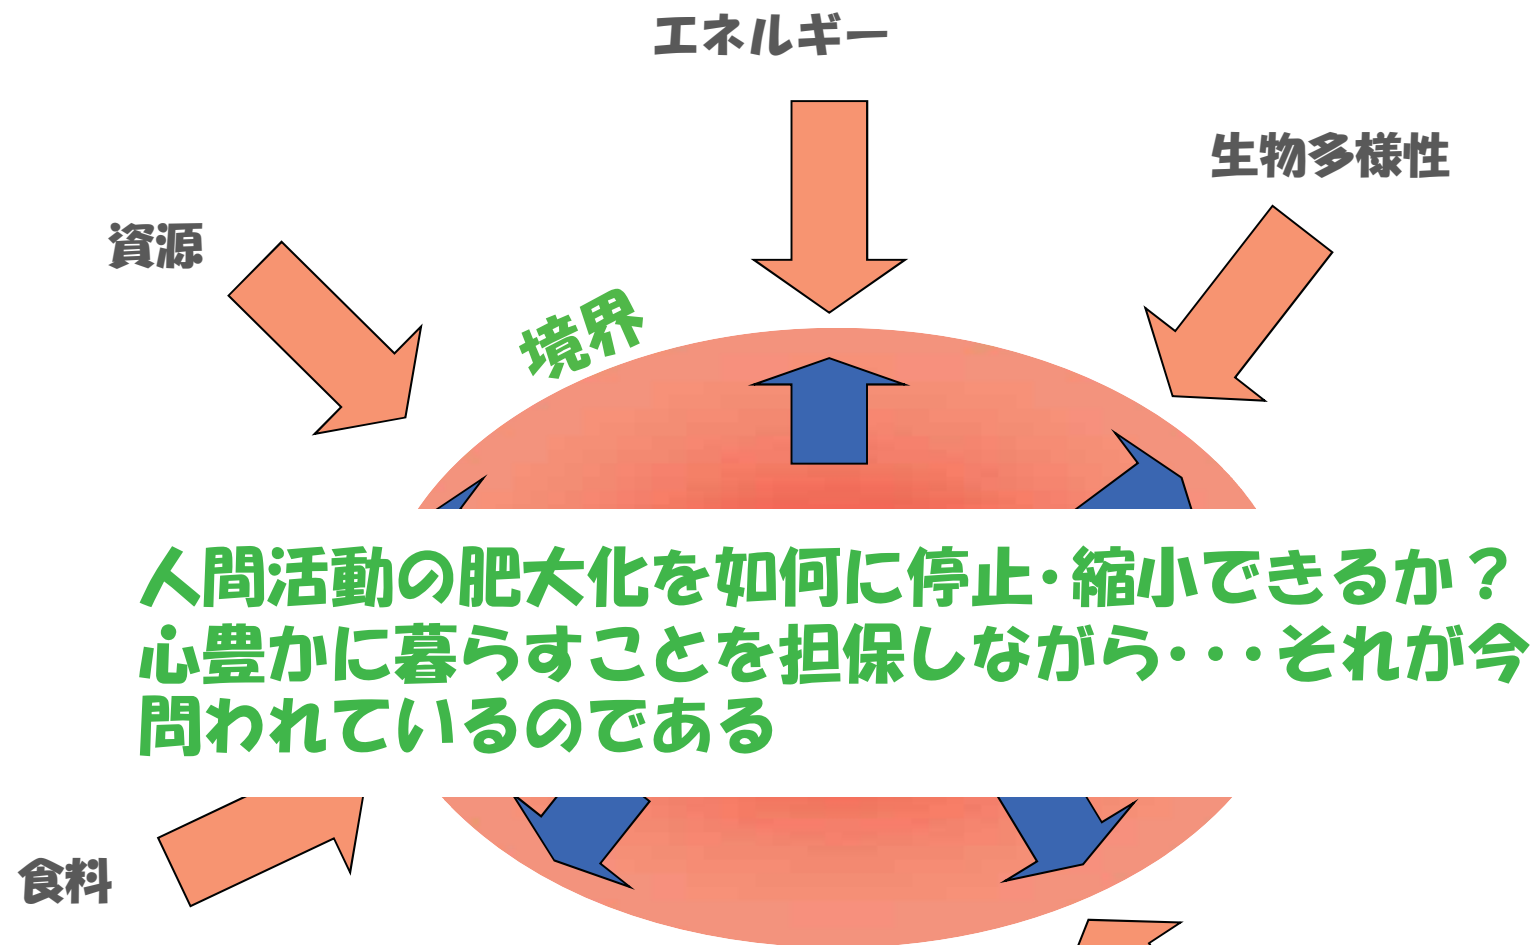 エネルギー
生物多様性
資源
境界
人間活動の肥大化を如何に停止・縮小できるか？
心豊かに暮らすことを担保しながら・・・それが今
問われているのである
食料